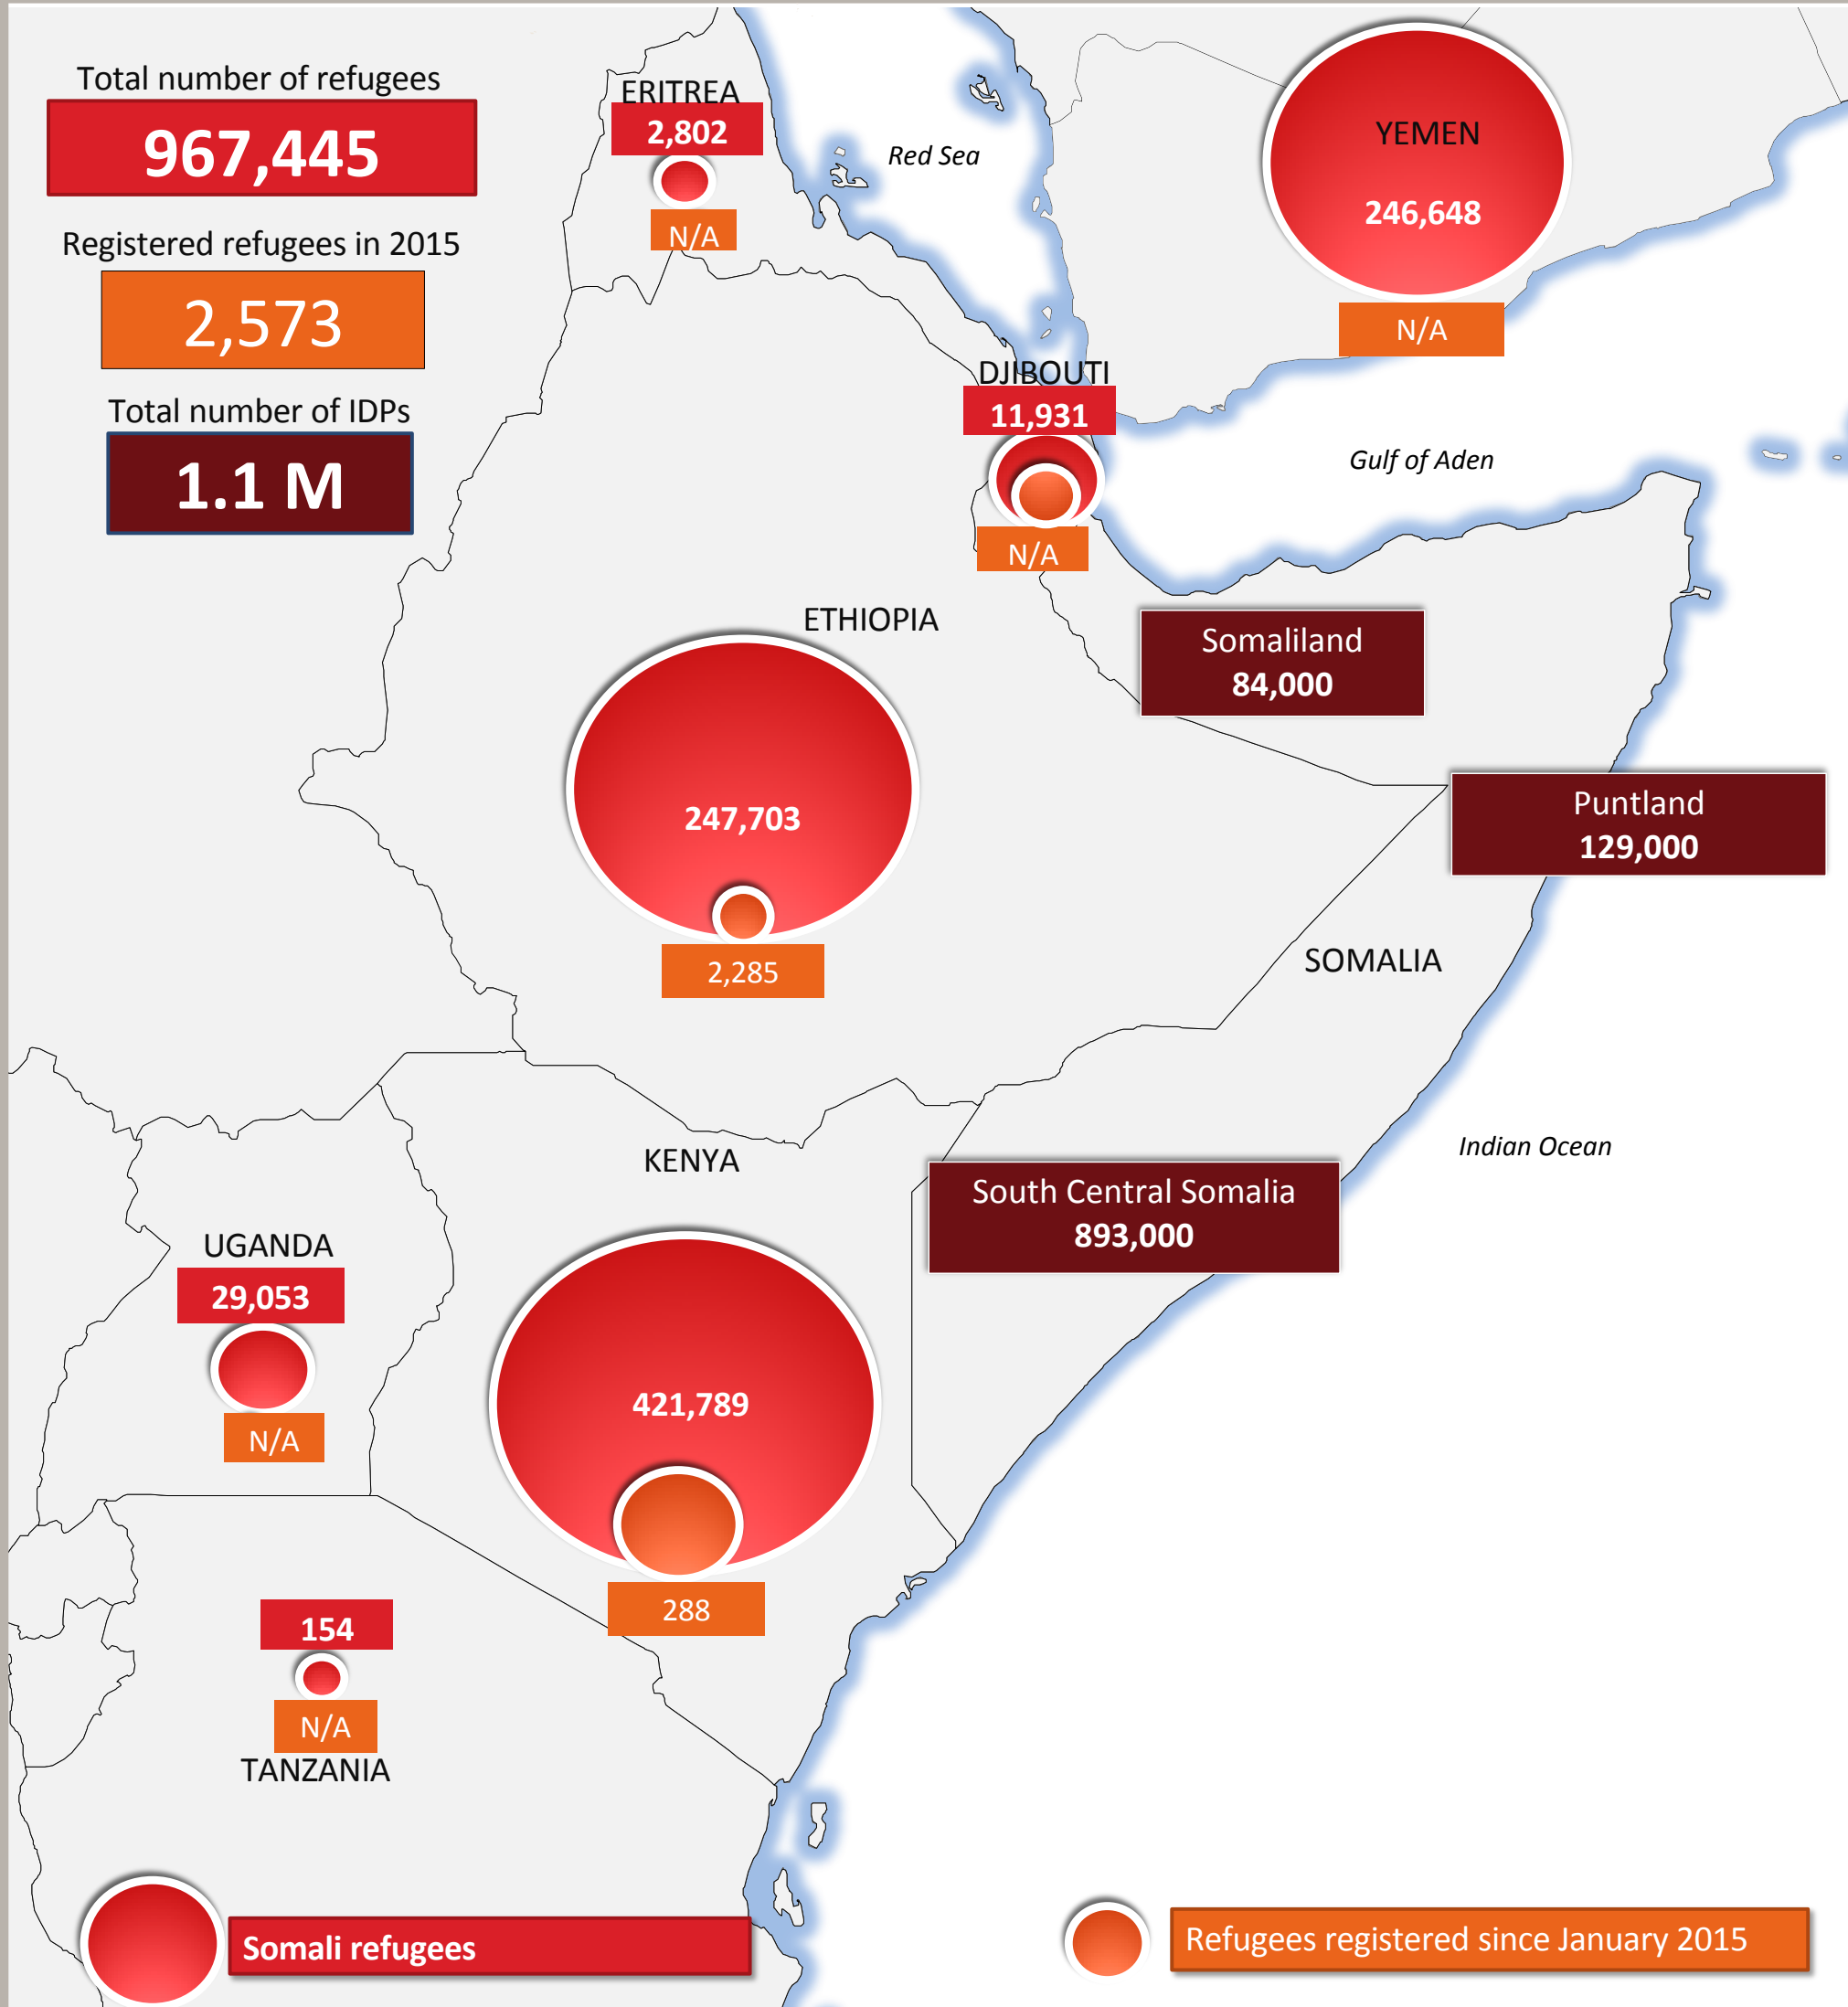 Total number of refugees
967,445
Registered refugees in 2015
2,573
Total number of IDPs
1.1 M
ERITREA
2,802
N/A
Red Sea
YEMEN
246,648
N/A
DJIBOUTI
11,931
N/A
Gulf of Aden
ETHIOPIA
247,703
2,285
Somaliland
84,000
Puntland
129,000
SOMALIA
Indian Ocean
KENYA
421,789
288
South Central Somalia
893,000
UGANDA
29,053
N/A
154
N/A
TANZANIA
Somali refugees
Refugees registered since January 2015